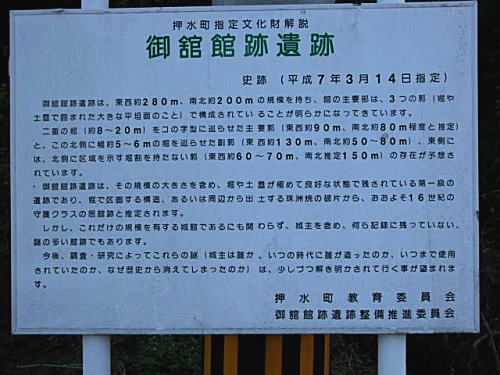 押水町指定文化財解説
御舘館跡遺跡
史跡（平成７年３月１４日指定）
御舘館跡遺跡は、東西約２８０ｍ、南北約２００ｍの規模を持ち、館の主要部は、３つの郭（堀や
土塁で囲まれた大きな平坦面のこと）で構成されていることが明らかになってきています。
二重の堀（約８～２０ｍ）をコの字型に巡らせた主要郭（東西約９０ｍ、南北約８０ｍ程度と推定）
と、この北側に幅約５～６ｍの堀を巡らせた副郭（東西約１３０ｍ、南北約５０～８０ｍ）、東側に
は、北側に区域を示す堀割を持たない郭（東西約６０～７０ｍ、南北推定１５０ｍ）の存在が予想さ
れています。
御舘館跡遺跡は、その規模の大きさを含め、堀や土塁が極めて良好な状態で残されている第一級の
遺跡であり、堀で区画する構造、あるいは周辺から出土する珠洲焼の破片から、おおよそ１６世紀の
守護クラスの居館跡と推定されます。
しかし、これだけの規模を有する城館であるにも関わらず、城主を含め、何ら記録に残っていない、
謎の多い館跡でもあります。
今後、調査・研究によってこれらの謎（城主は誰か、いつの時代に誰が造ったのか、いつまで使用
されていたのか、なぜ歴史から消えてしまったのか）は、少しづつ解き明かされて行く事が望まれま
す。
押水町教育委員会
御舘館跡遺跡整備推進委員会